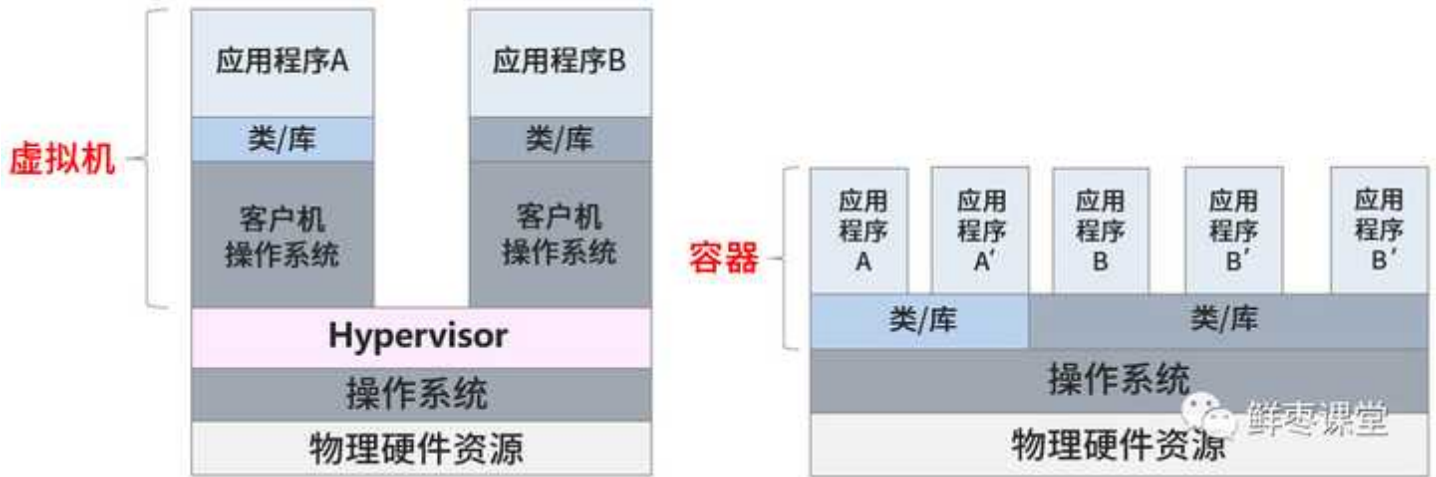 虚拟机
应用程序A
类/库
客户机
操作系统
应用程序B
类/库
客户机
操作系统
Hypervisor
操作系统
物理硬件资源
容器
应用
程序
A
应用
程序
A′
应用
程序
B
应用
程序
B′
应用
程序
B′
类/库
类/库
操作系统
物理硬件资源
鲜枣课堂